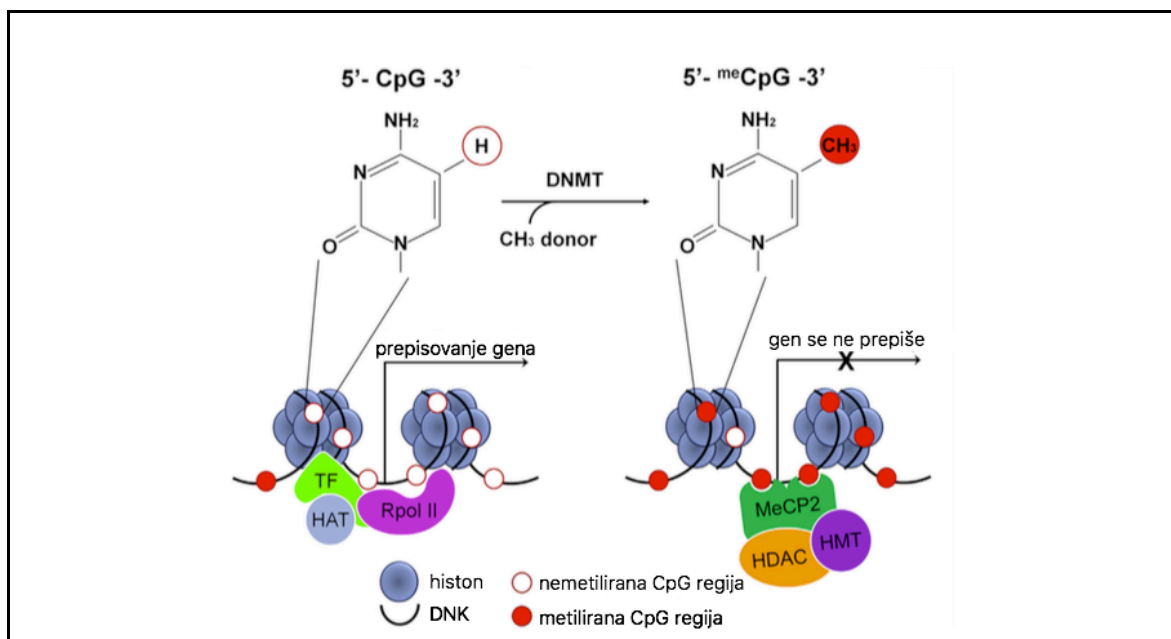 5’- CpG -3’
5’- ᵐᵉCpG -3’
NH₂
H
N
O
N
DNMT
CH₃ donor
NH₂
CH₃
N
O
N
prepisovanje gena
gen se ne prepiše
X
TF
HAT
Rpol II
MeCP2
HDAC
HMT
histon
nemetilirana CpG regija
DNK
metilirana CpG regija